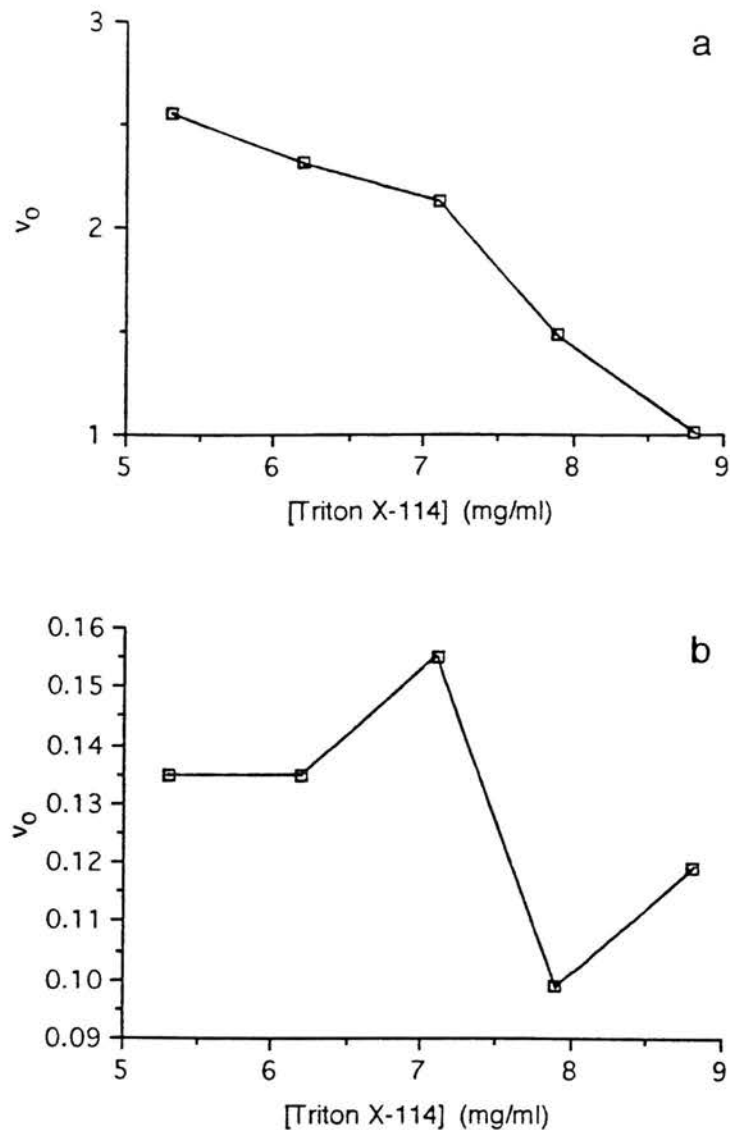 a
3
2
1
v₀
5 6 7 8 9
[Triton X-114] (mg/ml)
b
0.16
0.15
0.14
0.13
0.12
0.11
0.10
0.09
v₀
5 6 7 8 9
[Triton X-114] (mg/ml)